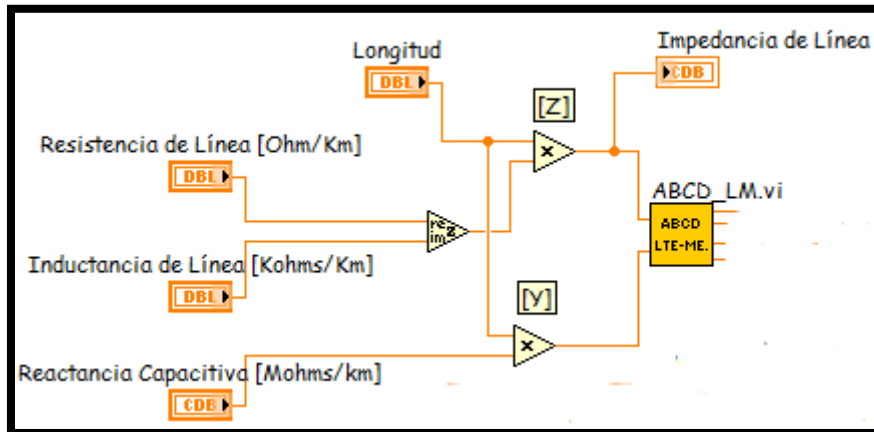 Longitud
DBL
Impedancia de Línea
CDB
[Z]
x
Resistencia de Línea [Ohm/Km]
DBL
re
im
z
ABCD_LM.vi
ABCD
LTE-ME.
Inductancia de Línea [Kohms/Km]
DBL
[Y]
x
Reactancia Capacitiva [Mohms/km]
CDB